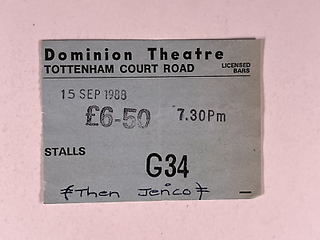 Dominion Theatre
TOTTENHAM COURT ROAD LICENSED BARS
15 SEP 1988
£6-50 7.30Pm
STALLS
G34
Then Jerico